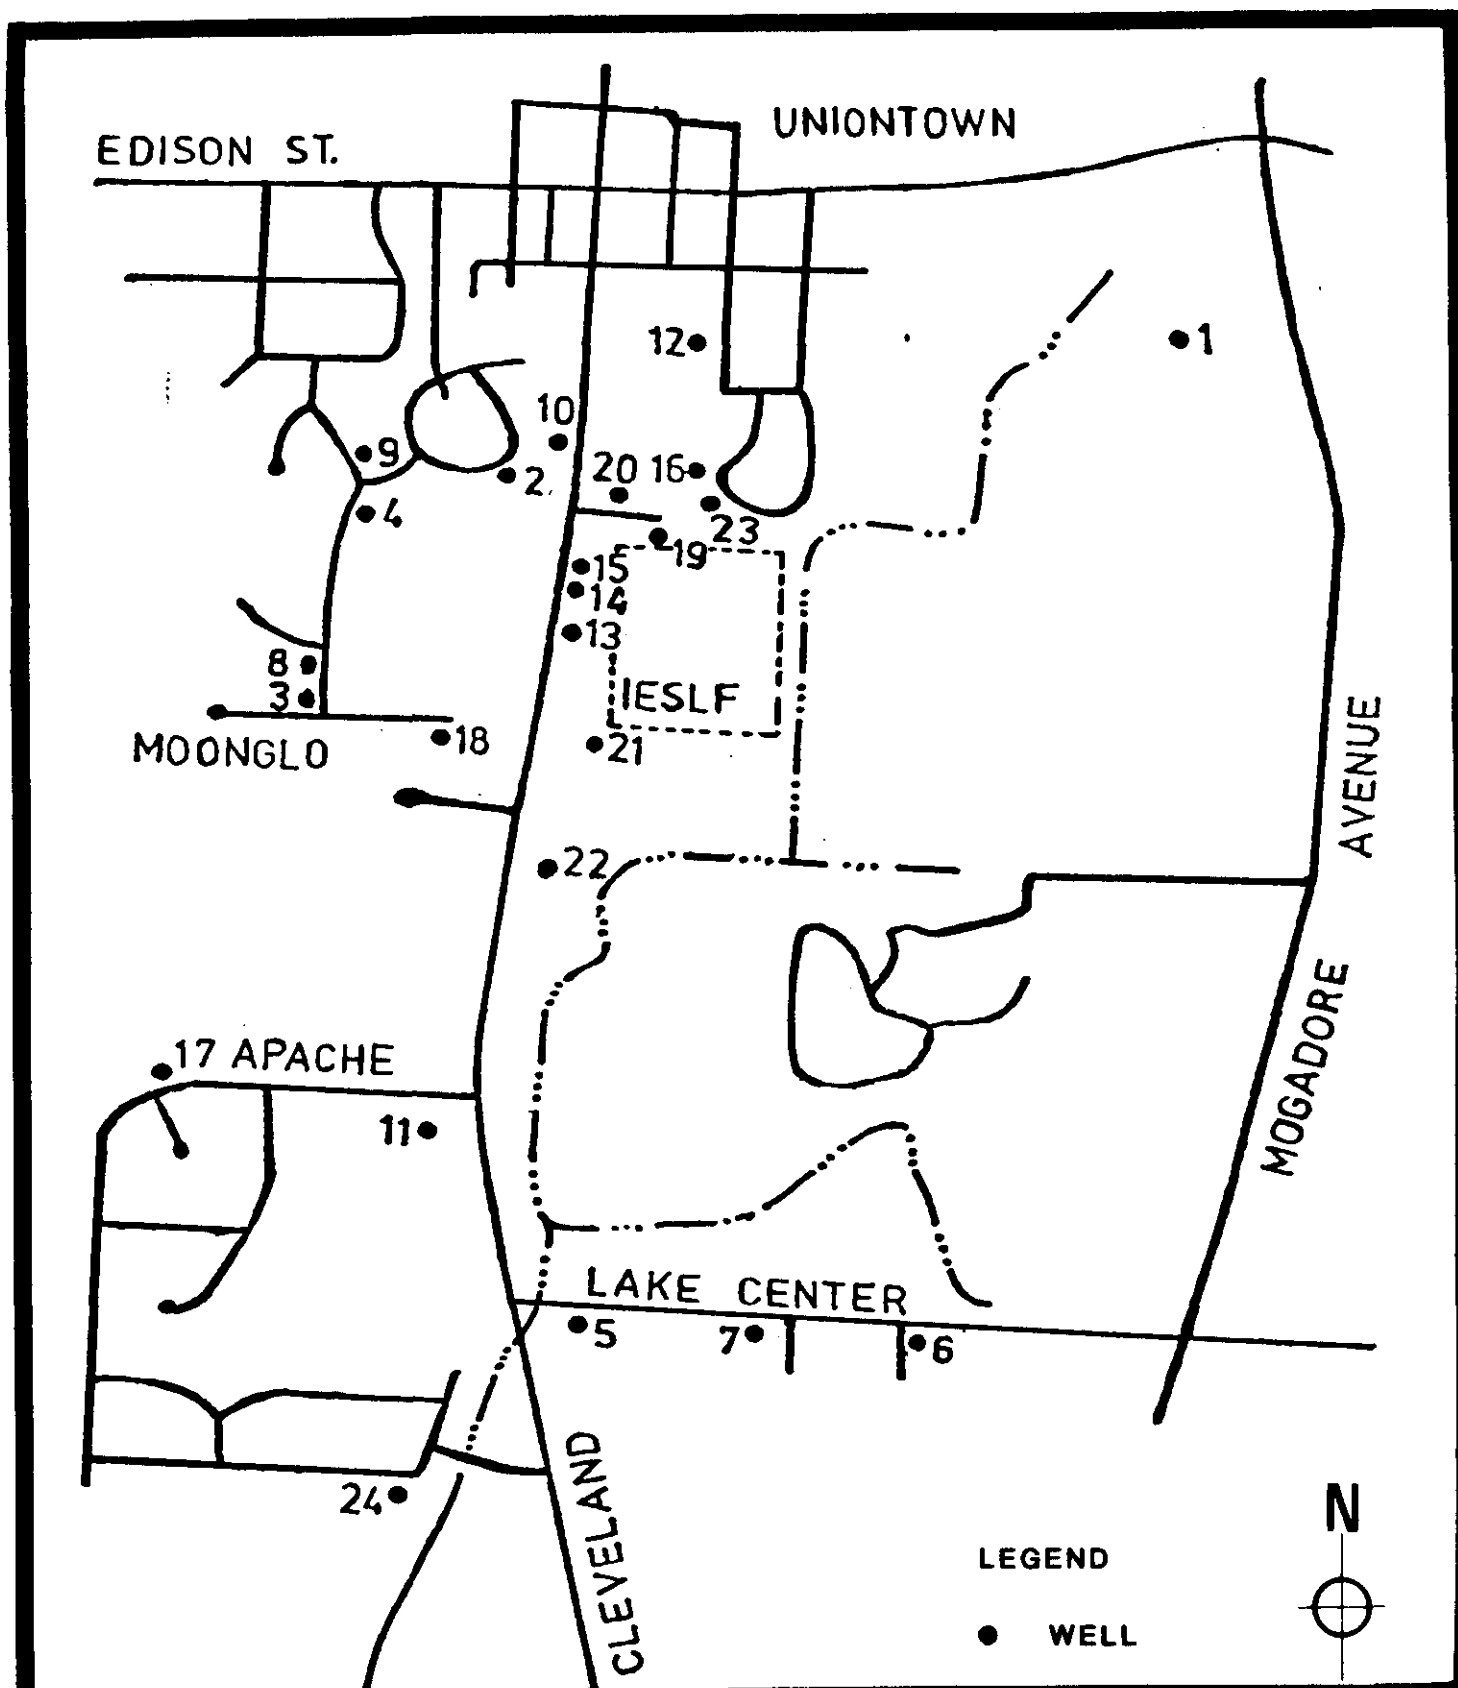 UNIONTOWN
EDISON ST.
12
1
10
9
20
16
2
4
23
19
15
14
13
8
IESLF
3
18
21
MOONGLO
AVENUE
22
MOGADORE
17 APACHE
11
LAKE CENTER
5
7
6
CLEVELAND
24
N
LEGEND
WELL